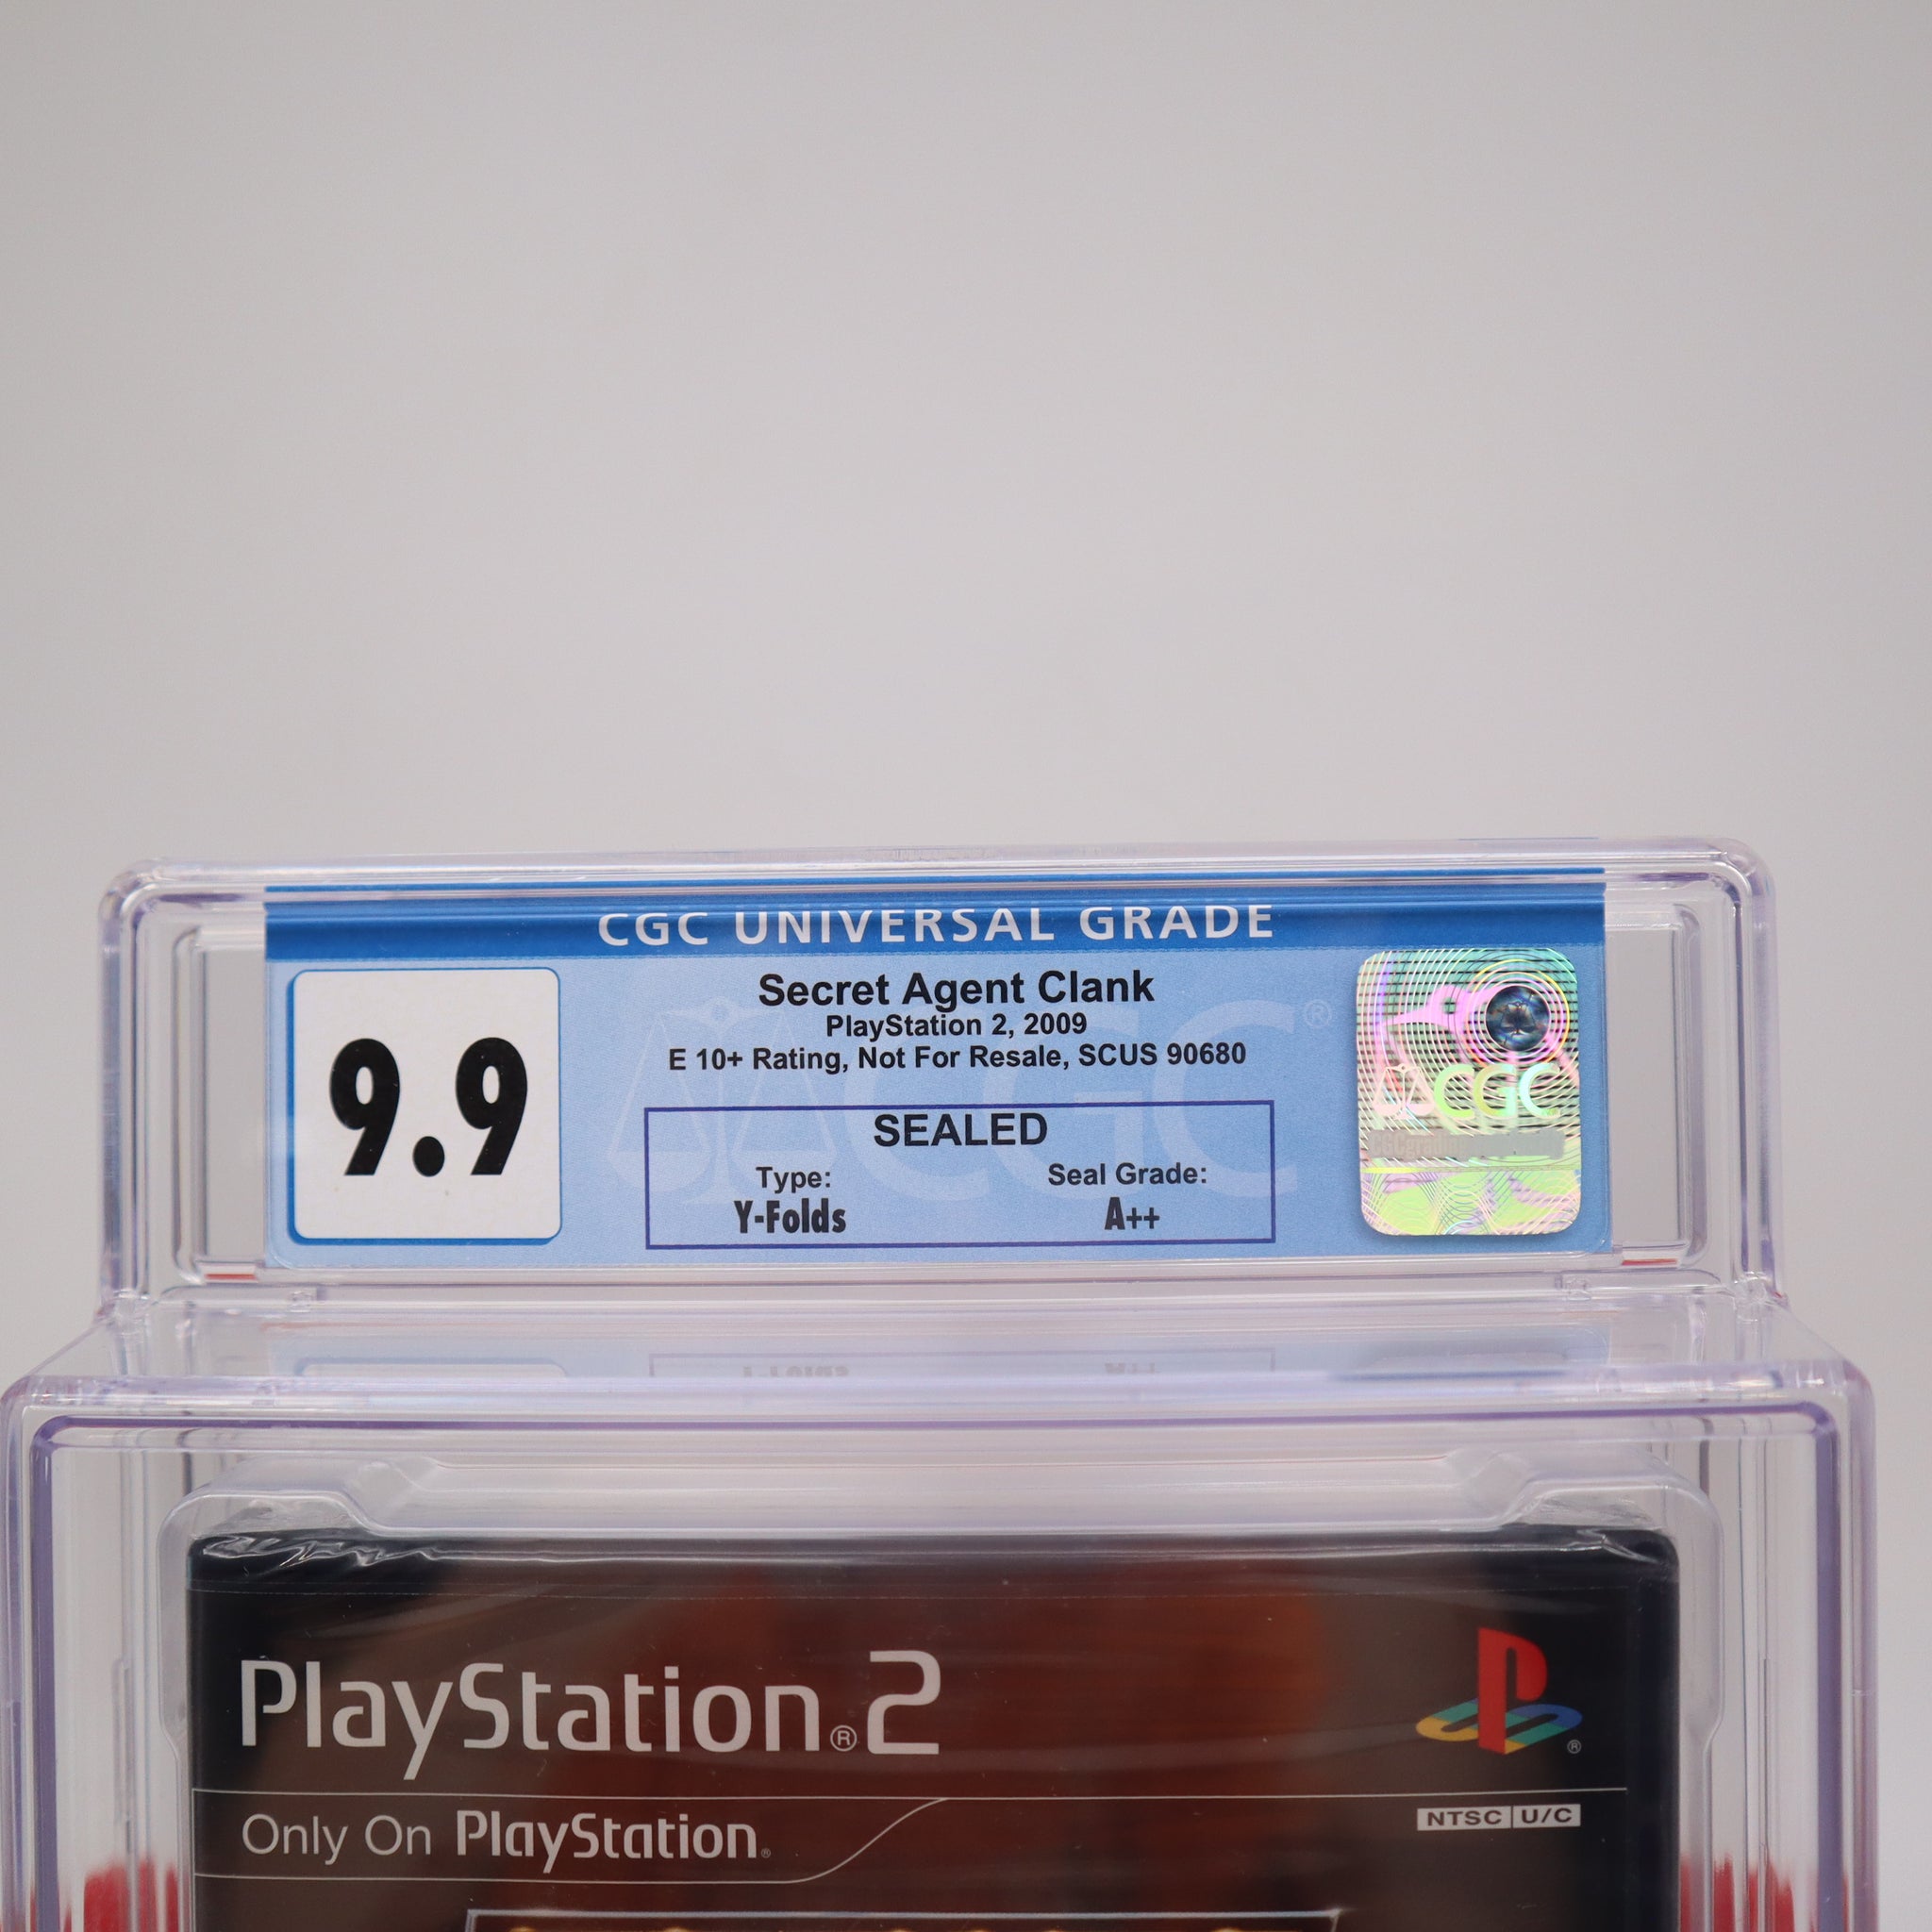 CGC UNIVERSAL GRADE
9.9
Secret Agent Clank
PlayStation 2, 2009
E 10+ Rating, Not For Resale, SCUS 90680
SEALED
Type:
Y-Folds
Seal Grade:
A++
CGC®
CGC
PlayStation®2
®
Only On PlayStation®
NTSC U/C